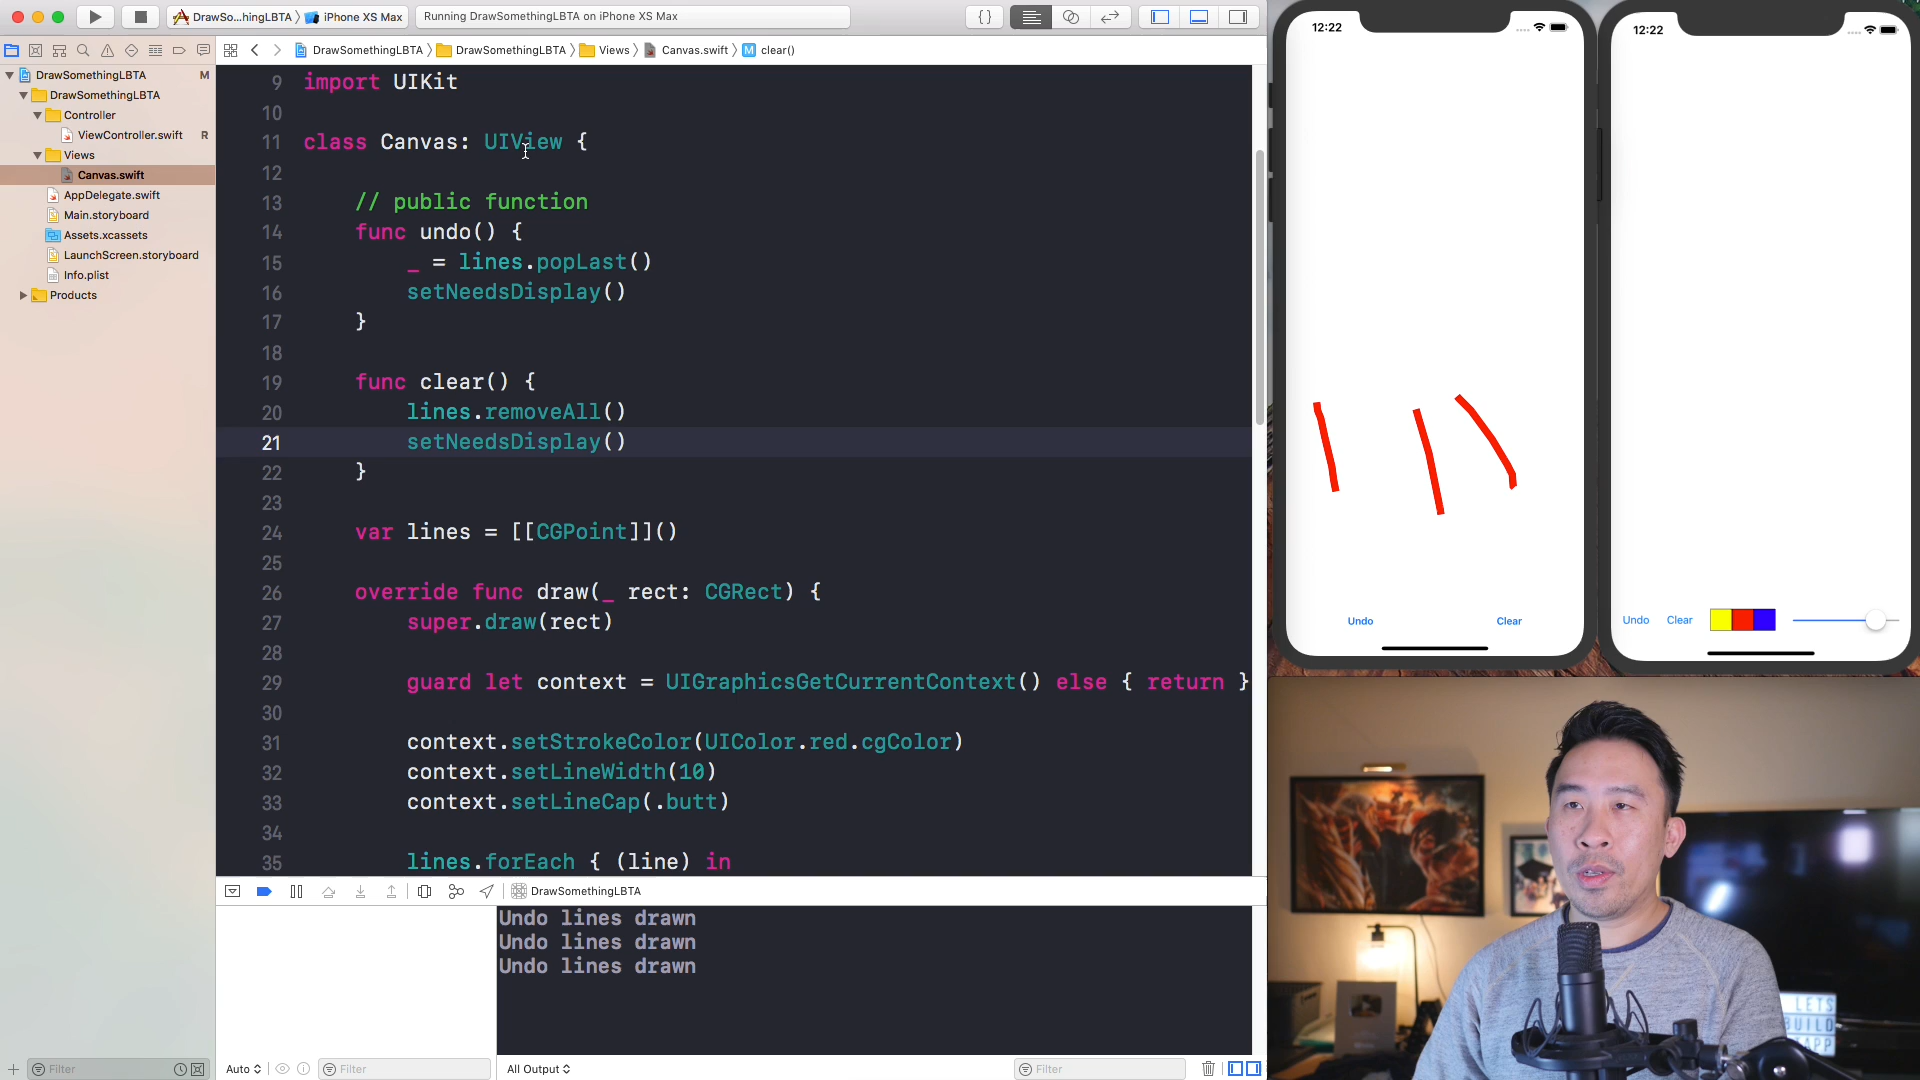 DrawSo...hingLBTA 〉 iPhone XS Max
Running DrawSomethingLBTA on iPhone XS Max
{}
DrawSomethingLBTA 〉 DrawSomethingLBTA 〉 Views 〉 Canvas.swift 〉 M clear()
DrawSomethingLBTA M
DrawSomethingLBTA
Controller
ViewController.swift R
Views
Canvas.swift
AppDelegate.swift
Main.storyboard
Assets.xcassets
LaunchScreen.storyboard
Info.plist
Products
Filter
9 import UIKit
10
11 class Canvas: UIView {
12
13 // public function
14 func undo() {
15 _ = lines.popLast()
16 setNeedsDisplay()
17 }
18
19 func clear() {
20 lines.removeAll()
21 setNeedsDisplay()
22 }
23
24 var lines = [[CGPoint]]()
25
26 override func draw(_ rect: CGRect) {
27 super.draw(rect)
28
29 guard let context = UIGraphicsGetCurrentContext() else { return }
30
31 context.setStrokeColor(UIColor.red.cgColor)
32 context.setLineWidth(10)
33 context.setLineCap(.butt)
34
35 lines.forEach { (line) in
DrawSomethingLBTA
Undo lines drawn
Undo lines drawn
Undo lines drawn
Auto
Filter
All Output
Filter
12:22
Undo Clear
12:22
Undo Clear
LETS
BUILD
APP